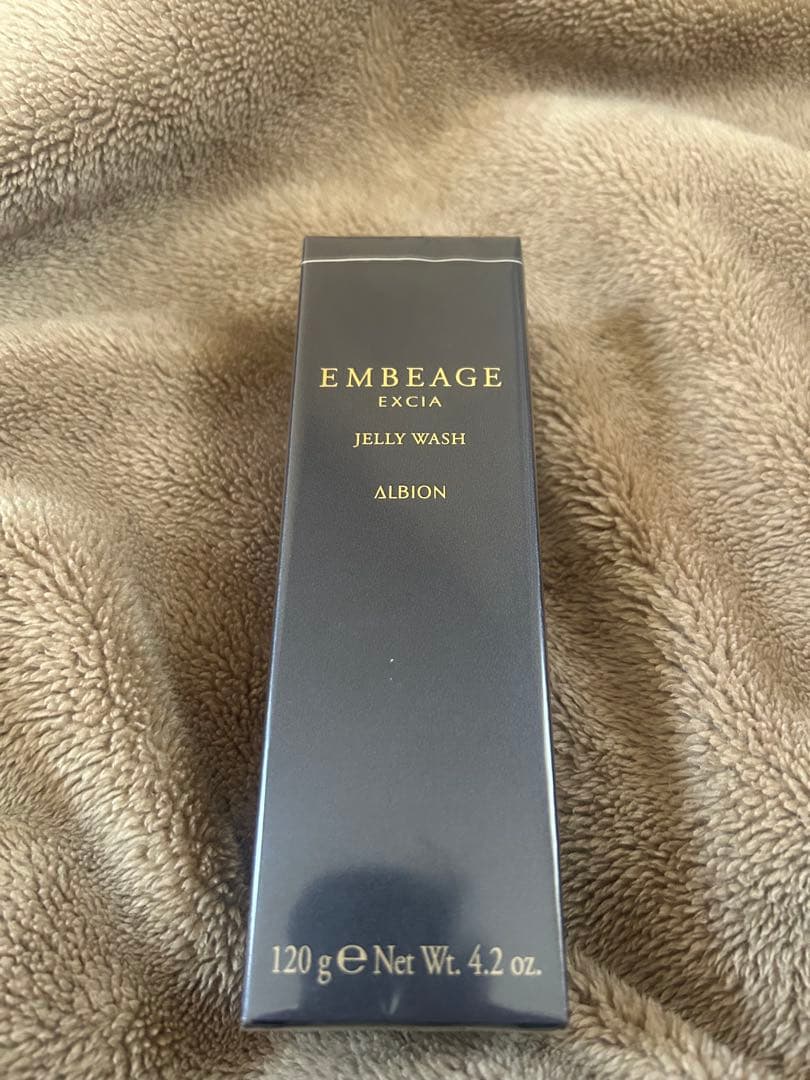 EMBEAGE
EXCIA
JELLY WASH
ALBION
120 g ℮ Net Wt. 4.2 oz.